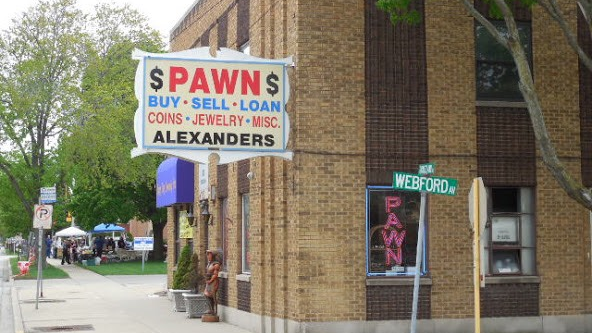 $ PAWN $
BUY · SELL · LOAN
COINS · JEWELRY · MISC.
ALEXANDERS
WEBFORD AV
PAWN
P